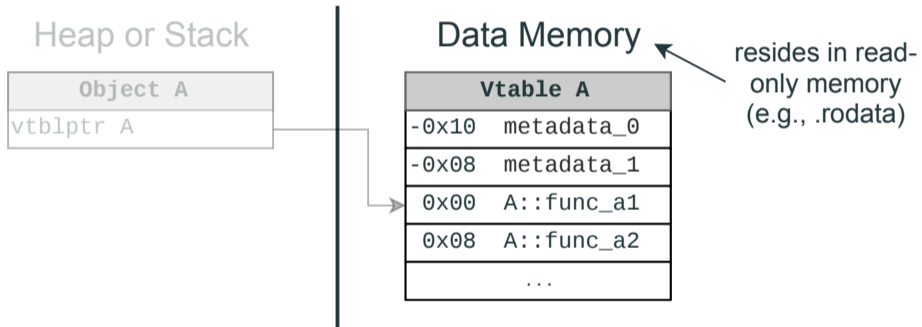 Heap or Stack
Object A
vtblptr A
Data Memory
Vtable A
-0x10 metadata_0
-0x08 metadata_1
0x00 A::func_a1
0x08 A::func_a2
...
resides in read-
only memory
(e.g., .rodata)